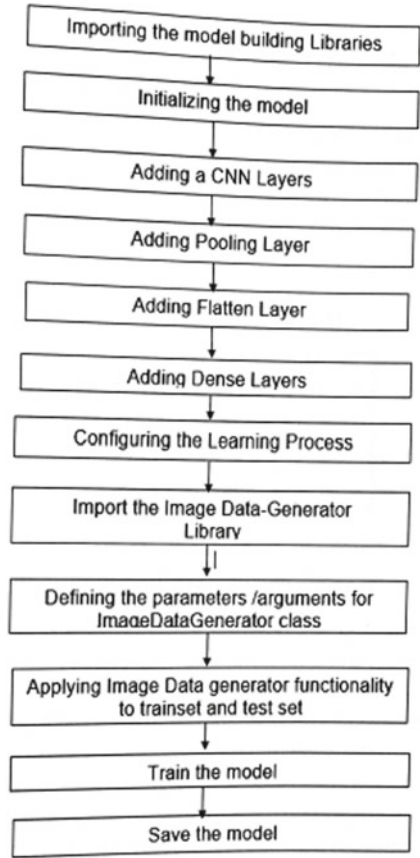 Importing the model building Libraries
Initializing the model
Adding a CNN Layers
Adding Pooling Layer
Adding Flatten Layer
Adding Dense Layers
Configuring the Learning Process
Import the Image Data-Generator
Library
Defining the parameters /arguments for
ImageDataGenerator class
Applying Image Data generator functionality
to trainset and test set
Train the model
Save the model